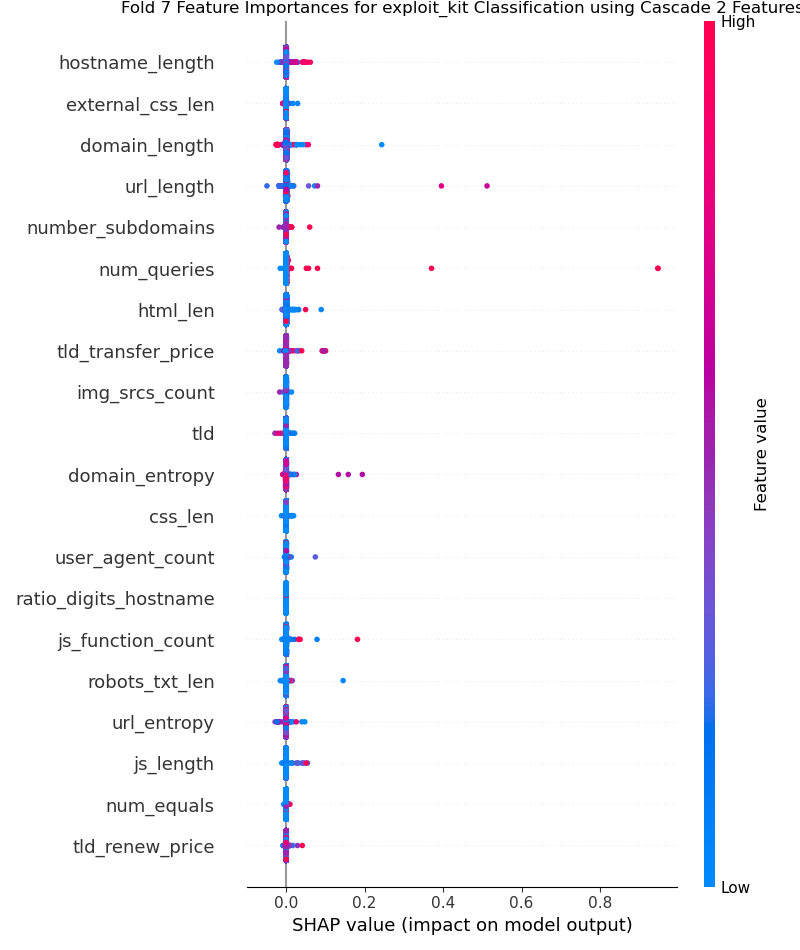 Fold 7 Feature Importances for exploit_kit Classification using Cascade 2 Features
High
hostname_length
external_css_len
domain_length
url_length
number_subdomains
num_queries
html_len
tld_transfer_price
img_srcs_count
tld
domain_entropy
css_len
user_agent_count
ratio_digits_hostname
js_function_count
robots_txt_len
url_entropy
js_length
num_equals
tld_renew_price
Feature value
Low
0.0 0.2 0.4 0.6 0.8
SHAP value (impact on model output)